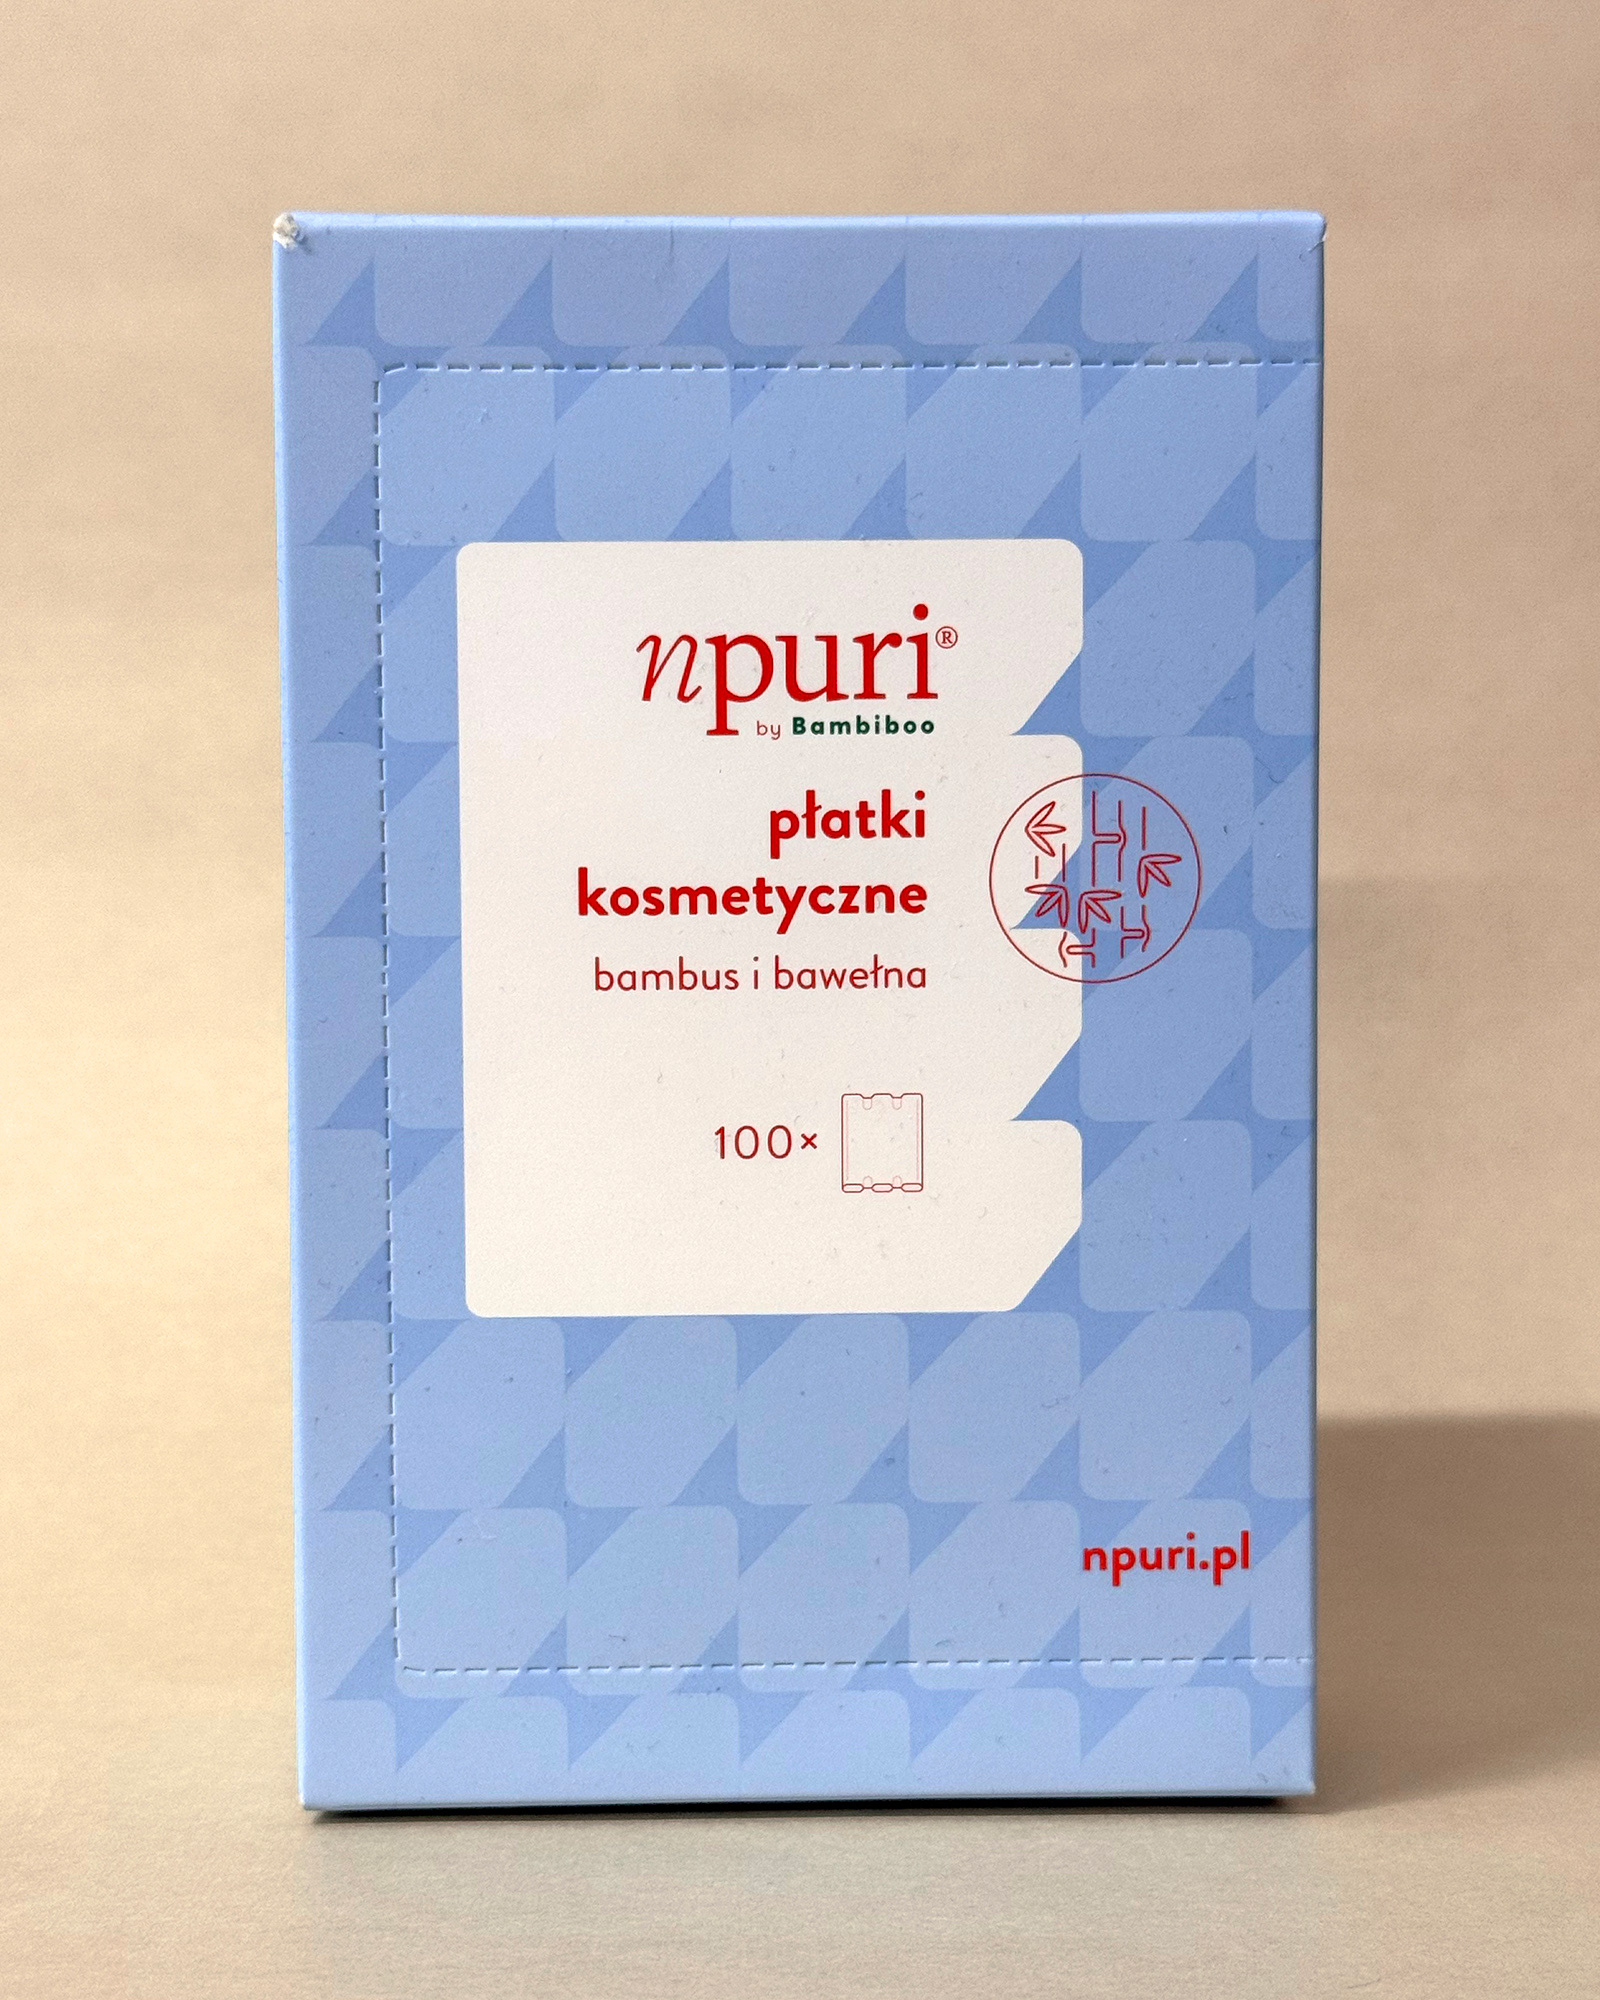 npuri®
by Bambiboo
płatki
kosmetyczne
bambus i bawełna
100×
npuri.pl